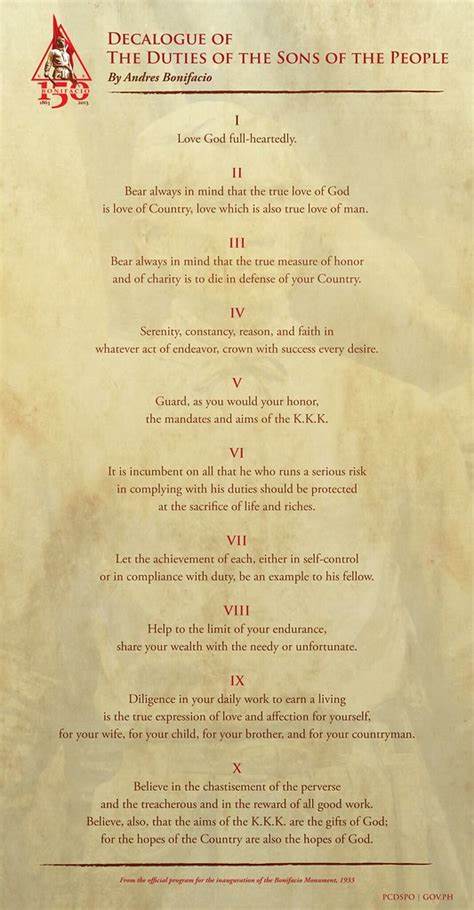 DECALOGUE OF
THE DUTIES OF THE SONS OF THE PEOPLE
By Andres Bonifacio
150
BONIFACIO
1863 2013
I
Love God full-heartedly.
II
Bear always in mind that the true love of God
is love of Country, love which is also true love of man.
III
Bear always in mind that the true measure of honor
and of charity is to die in defense of your Country.
IV
Serenity, constancy, reason, and faith in
whatever act of endeavor, crown with success every desire.
V
Guard, as you would your honor,
the mandates and aims of the K.K.K.
VI
It is incumbent on all that he who runs a serious risk
in complying with his duties should be protected
at the sacrifice of life and riches.
VII
Let the achievement of each, either in self-control
or in compliance with duty, be an example to his fellow.
VIII
Help to the limit of your endurance,
share your wealth with the needy or unfortunate.
IX
Diligence in your daily work to earn a living
is the true expression of love and affection for yourself,
for your wife, for your child, for your brother, and for your countryman.
X
Believe in the chastisement of the perverse
and the treacherous and in the reward of all good work.
Believe, also, that the aims of the K.K.K. are the gifts of God;
for the hopes of the Country are also the hopes of God.
From the official program for the inauguration of the Bonifacio Monument, 1933
PCDSPO | GOV.PH